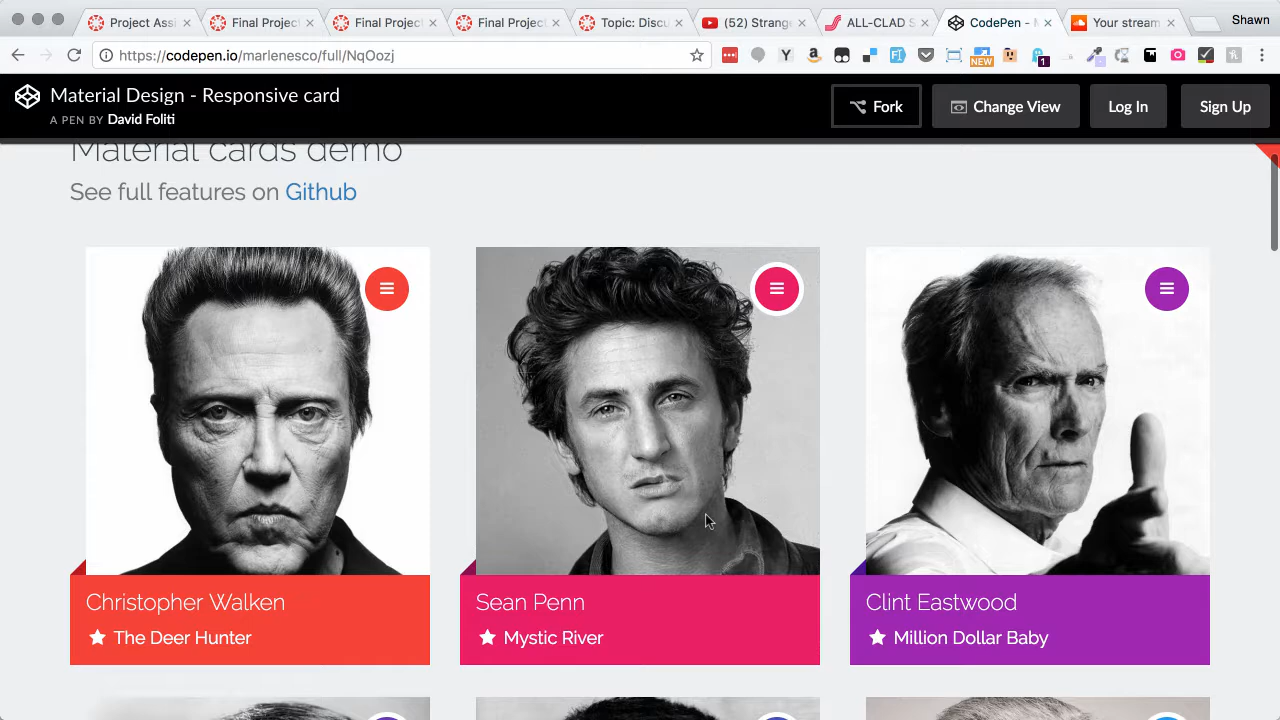 Project Assi
Final Project
Final Project
Final Project
Topic: Discu
(52) Strange
ALL-CLAD S
CodePen - M
Your stream
Shawn
https://codepen.io/marlenesco/full/NqOozj
NEW
1
Material Design - Responsive card
A PEN BY David Foliti
Fork
Change View
Log In
Sign Up
Material cards demo
See full features on Github
Christopher Walken
The Deer Hunter
Sean Penn
Mystic River
Clint Eastwood
Million Dollar Baby